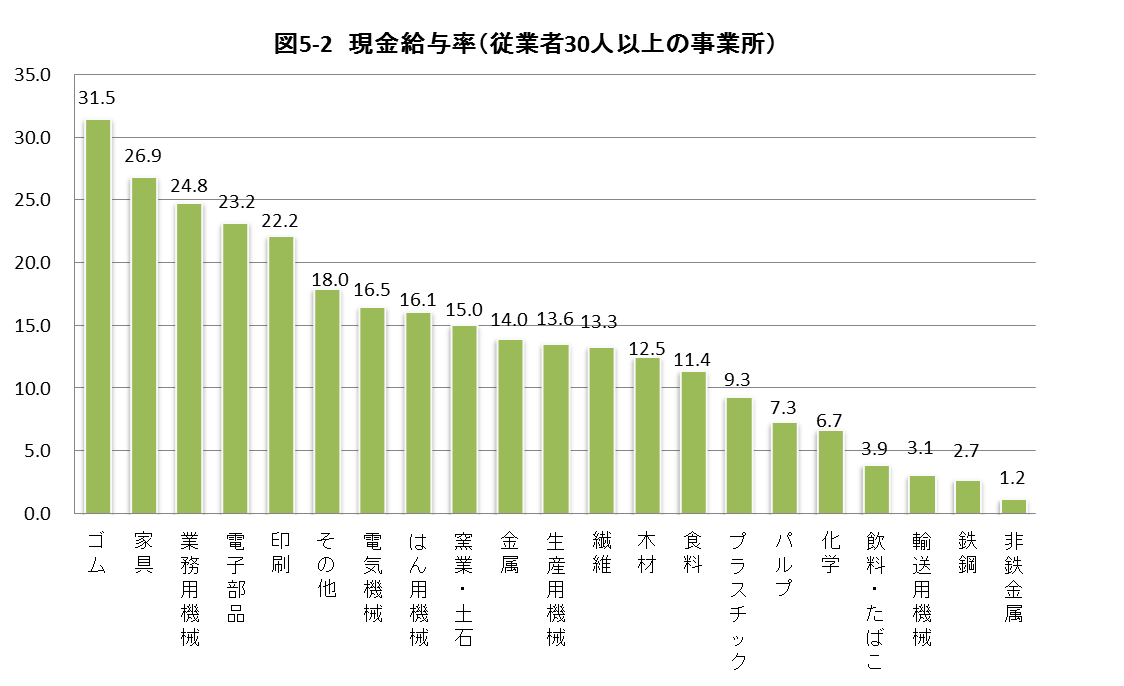 図5-2 現金給与率（従業者30人以上の事業所）
35.0
30.0
25.0
20.0
15.0
10.0
5.0
0.0
31.5
26.9
24.8
23.2
22.2
18.0
16.5
16.1
15.0
14.0
13.6
13.3
12.5
11.4
9.3
7.3
6.7
3.9
3.1
2.7
1.2
ゴム
家具
業務用機械
電子部品
印刷
その他
電気機械
はん用機械
窯業・土石
金属
生産用機械
繊維
木材
食料
プラスチック
パルプ
化学
飲料・たばこ
輸送用機械
鉄鋼
非鉄金属